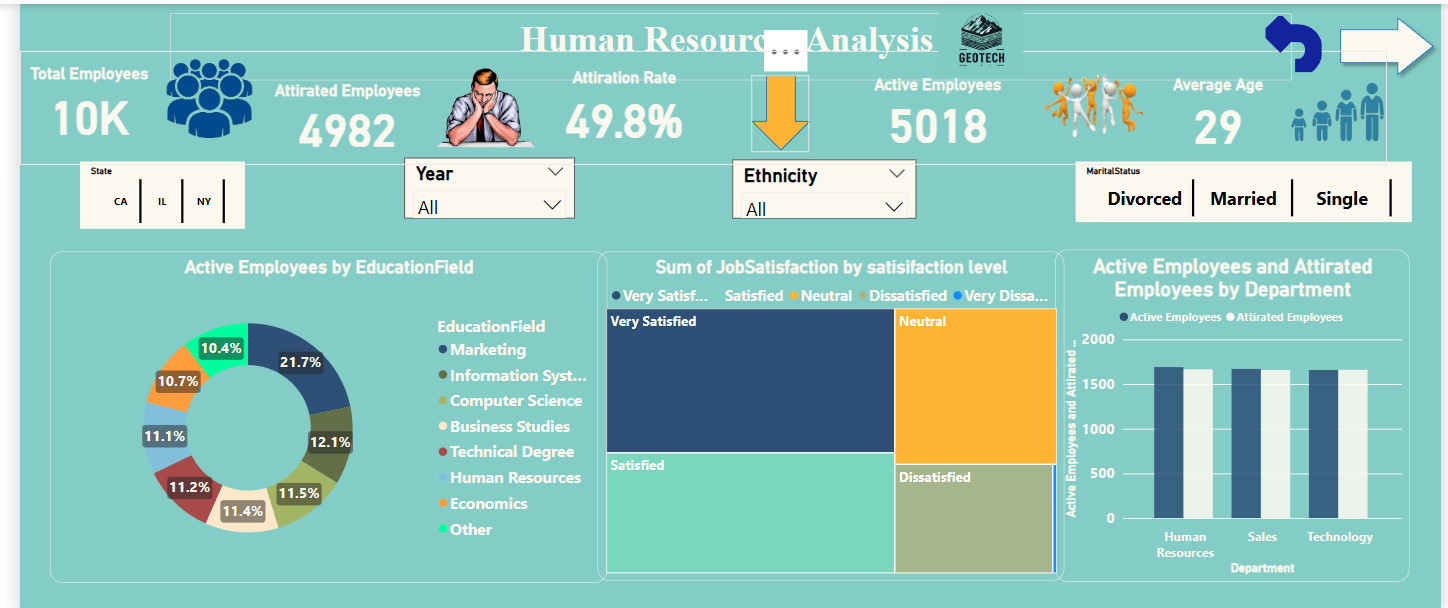 Human Resourc
Analysis
GEOTECH
Total Employees
10K
Attirated Employees
4982
Attiration Rate
49.8%
Active Employees
5018
Average Age
29
State
CA
IL
NY
Year
All
Ethnicity
All
MaritalStatus
Divorced
Married
Single
Active Employees by EducationField
21.7%
12.1%
11.5%
11.4%
11.2%
11.1%
10.7%
10.4%
EducationField
Marketing
Information Syst...
Computer Science
Business Studies
Technical Degree
Human Resources
Economics
Other
Sum of JobSatisfaction by satisifaction level
Very Satisf... Satisfied Neutral Dissatisfied Very Dissa...
Very Satisfied
Neutral
Satisfied
Dissatisfied
Active Employees and Attirated
Employees by Department
Active Employees Attirated Employees
Active Employees and Attirated ...
2000
1500
1000
500
0
Human
Resources
Sales
Technology
Department